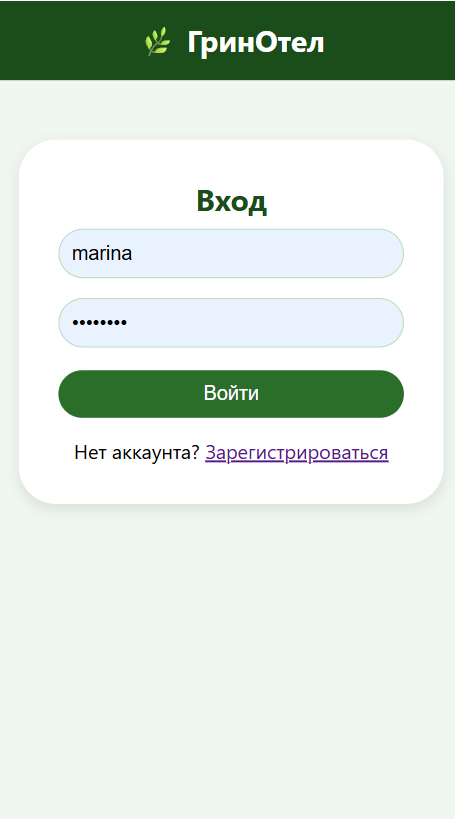 ГринОтел
Вход
marina
••••••••
Войти
Нет аккаунта? Зарегистрироваться